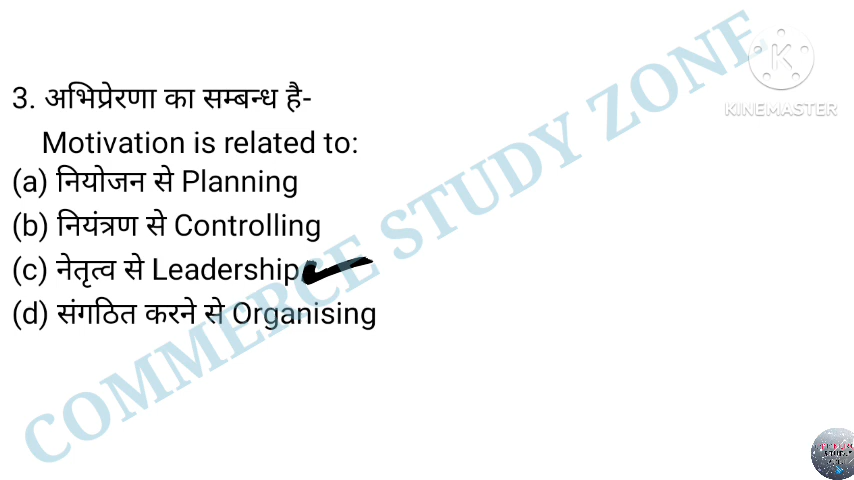 KINEMASTER
3. अभिप्रेरणा का सम्बन्ध है-
Motivation is related to:
(a) नियोजन से Planning
(b) नियंत्रण से Controlling
(c) नेतृत्व से Leadership
(d) संगठित करने से Organising
COMMERCE STUDY ZONE